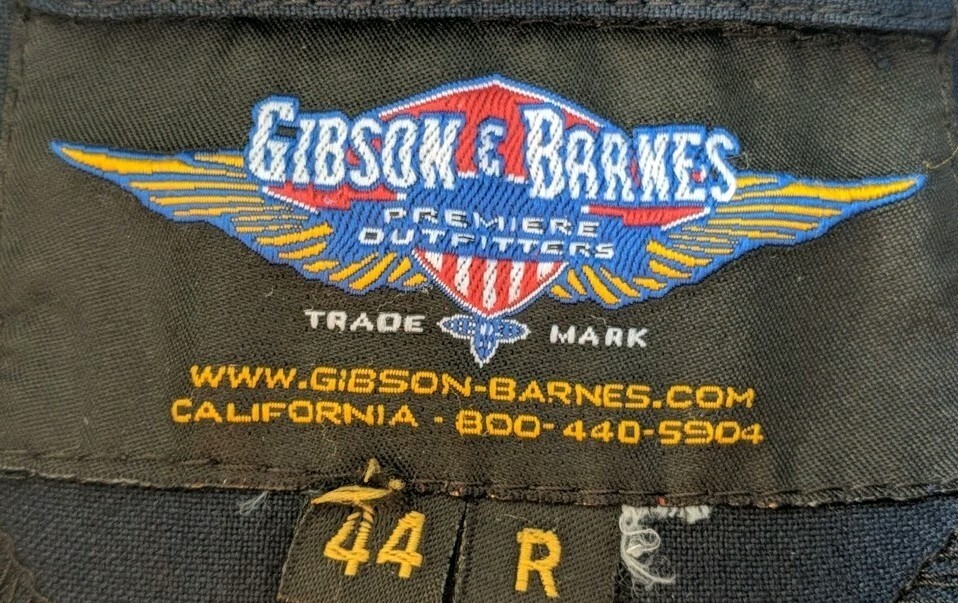 GIBSON & BARNES
PREMIERE
OUTFITTERS
TRADE MARK
WWW.GIBSON-BARNES.COM
CALIFORNIA - 800-440-5904
44 R